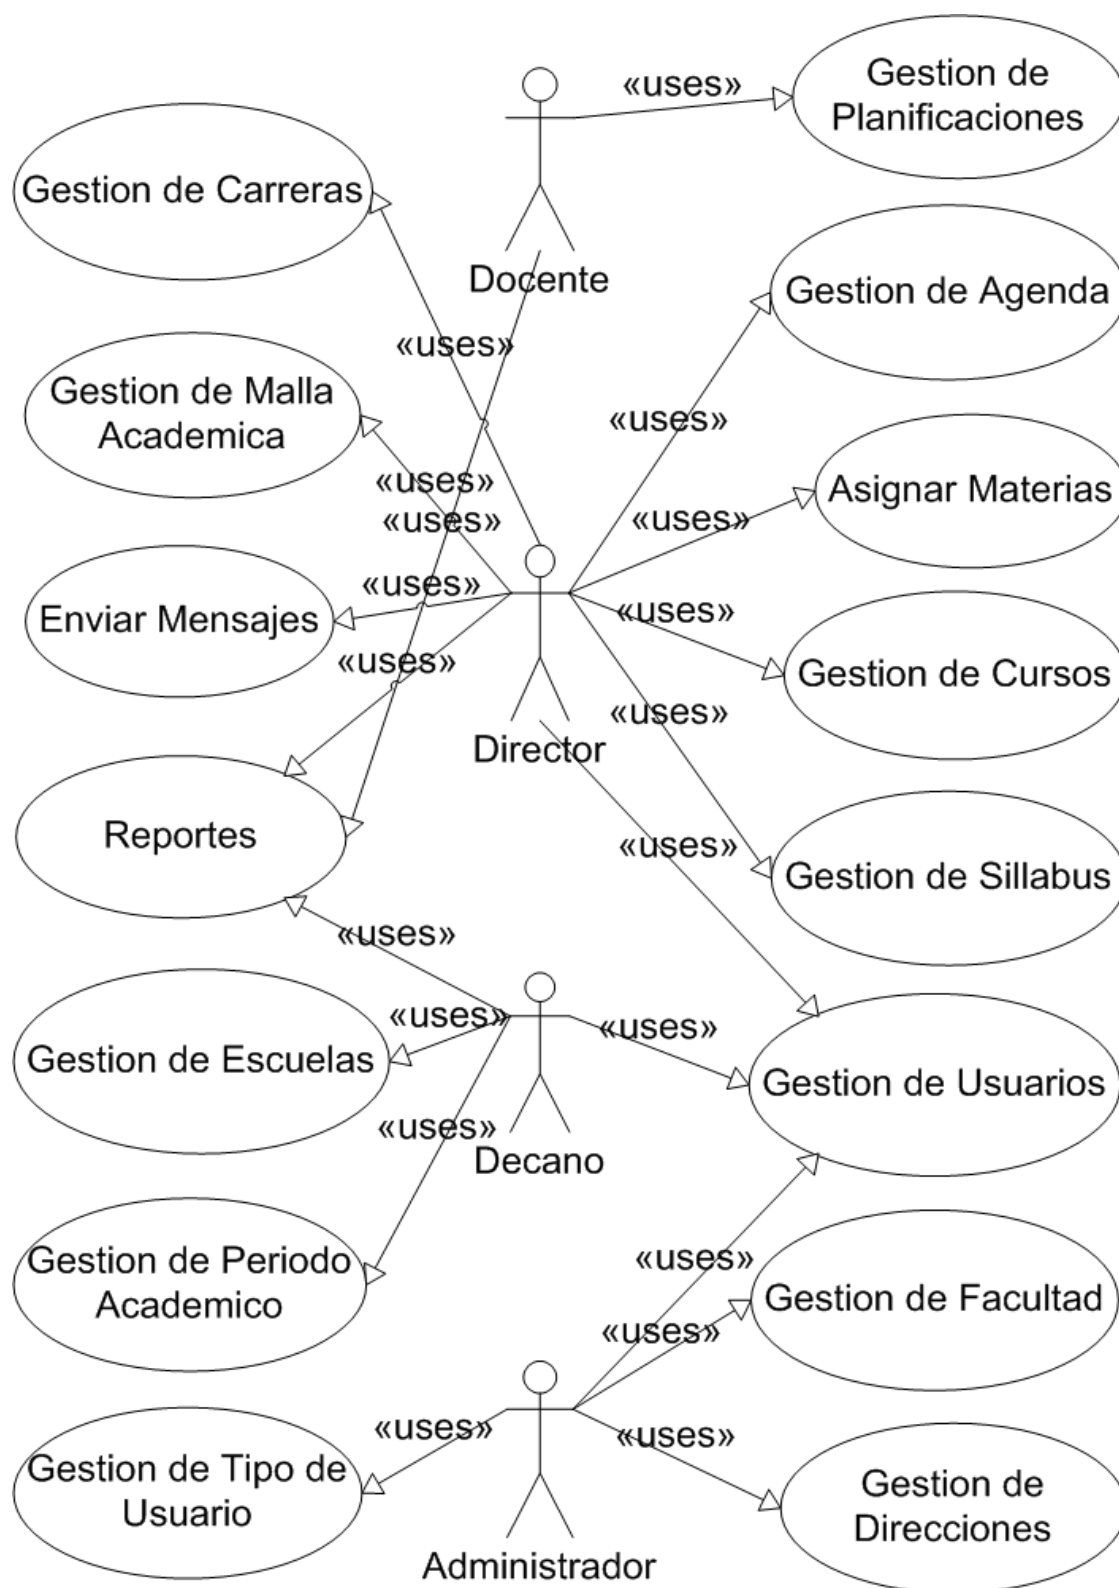 «uses»
Gestion de
Planificaciones
Gestion de Carreras
Docente
Gestion de Agenda
«uses»
Gestion de Malla
Academica
«uses»
«uses»
«uses»
Asignar Materias
«uses»
«uses»
Enviar Mensajes
«uses»
«uses»
Gestion de Cursos
«uses»
Director
«uses»
Reportes
«uses»
Gestion de Sillabus
«uses»
«uses»
«uses»
Gestion de Escuelas
Gestion de Usuarios
«uses»
Decano
Gestion de Periodo
Academico
«uses»
Gestion de Facultad
«uses»
«uses»
«uses»
Gestion de Tipo de
Usuario
Gestion de
Direcciones
Administrador